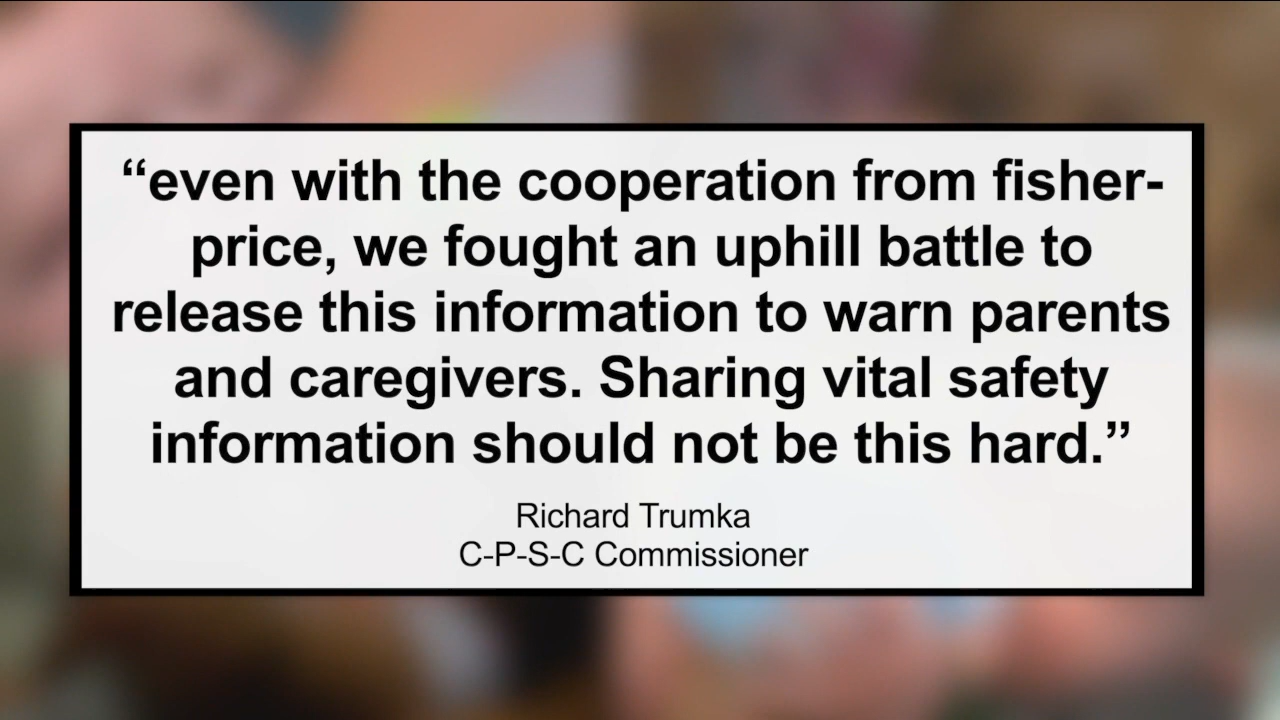 “even with the cooperation from fisher-
price, we fought an uphill battle to
release this information to warn parents
and caregivers. Sharing vital safety
information should not be this hard.”
Richard Trumka
C-P-S-C Commissioner